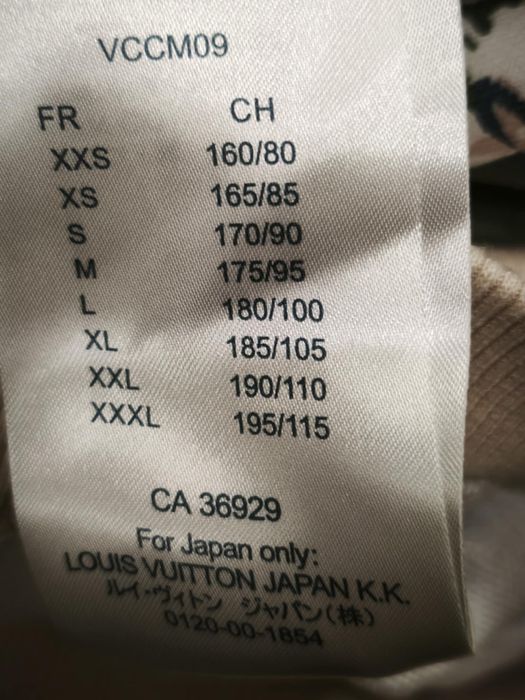 VCCM09
FR CH
XXS 160/80
XS 165/85
S 170/90
M 175/95
L 180/100
XL 185/105
XXL 190/110
XXXL 195/115
CA 36929
For Japan only:
LOUIS VUITTON JAPAN K.K.
ルイ・ヴィトン ジャパン(株)
0120-00-1854